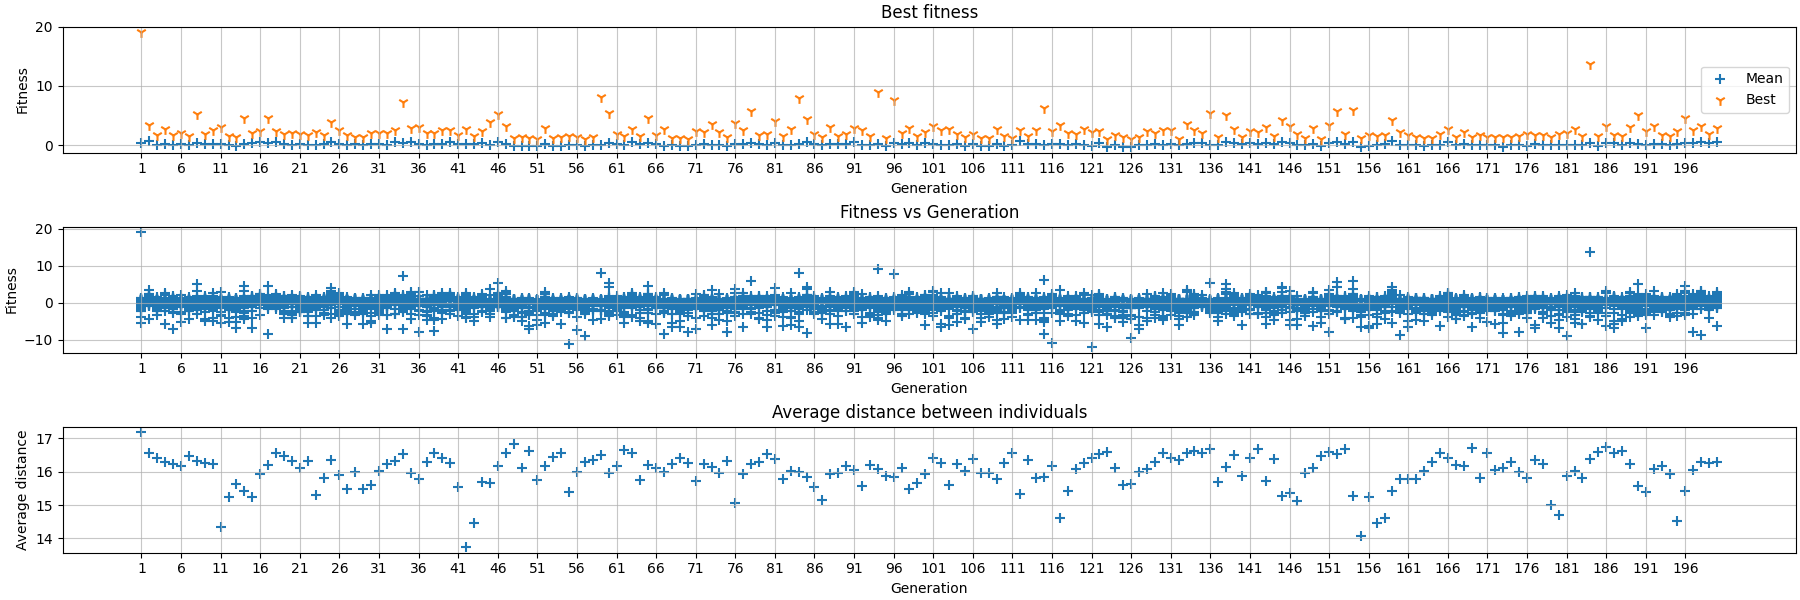 Best fitness
20
10
0
Fitness
Mean
Best
1 6 11 16 21 26 31 36 41 46 51 56 61 66 71 76 81 86 91 96 101 106 111 116 121 126 131 136 141 146 151 156 161 166 171 176 181 186 191 196
Generation
Fitness vs Generation
20
10
0
−10
Fitness
1 6 11 16 21 26 31 36 41 46 51 56 61 66 71 76 81 86 91 96 101 106 111 116 121 126 131 136 141 146 151 156 161 166 171 176 181 186 191 196
Generation
Average distance between individuals
17
16
15
14
Average distance
1 6 11 16 21 26 31 36 41 46 51 56 61 66 71 76 81 86 91 96 101 106 111 116 121 126 131 136 141 146 151 156 161 166 171 176 181 186 191 196
Generation